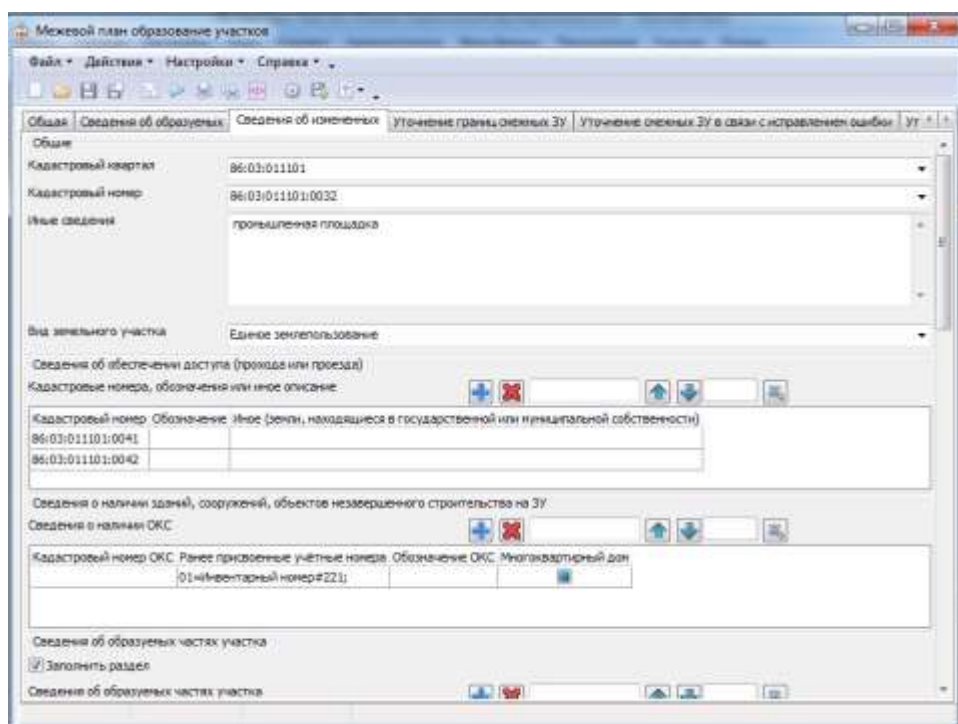 Межевой план образование участков
Файл Действия Настройки Справка
Общая Сведения об образуемых Сведения об измененных Уточнение границ смежных ЗУ Уточнение смежных ЗУ в связи с исправлением ошибки Ут
Общие
Кадастровый квартал 86:03:011101
Кадастровый номер 86:03:011101:0032
Иные сведения промышленная площадка
Вид земельного участка Единое землепользование
Сведения об обеспечении доступа (прохода или проезда)
Кадастровые номера, обозначения или иное описание
Кадастровый номер Обозначение Иное (земли, находящиеся в государственной или муниципальной собственности)
86:03:011101:0041
86:03:011101:0042
Сведения о наличии зданий, сооружений, объектов незавершенного строительства на ЗУ
Сведения о наличии ОКС
Кадастровый номер ОКС Ранее присвоенные учётные номера Обозначение ОКС Многоквартирный дом
01=Инвентарный номер#221;
Сведения об образуемых частях участка
Заполнить раздел
Сведения об образуемых частях участка